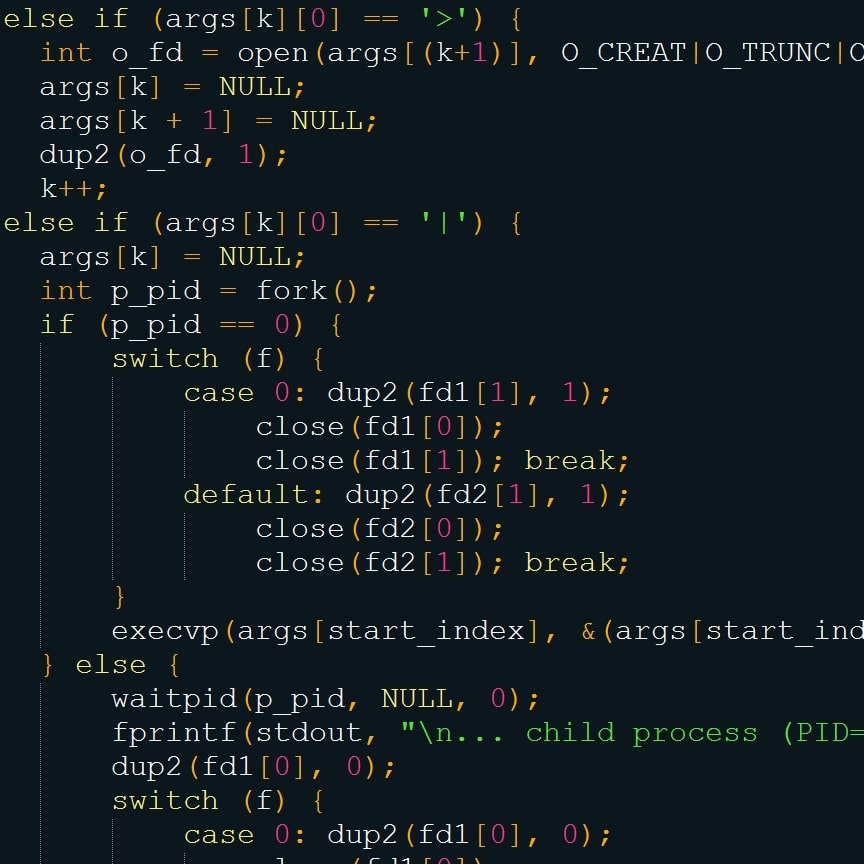 else if (args[k][0] == '>') {
int o_fd = open(args[(k+1)], O_CREAT|O_TRUNC|O
args[k] = NULL;
args[k + 1] = NULL;
dup2(o_fd, 1);
k++;
else if (args[k][0] == '|') {
args[k] = NULL;
int p_pid = fork();
if (p_pid == 0) {
switch (f) {
case 0: dup2(fd1[1], 1);
close(fd1[0]);
close(fd1[1]); break;
default: dup2(fd2[1], 1);
close(fd2[0]);
close(fd2[1]); break;
}
execvp(args[start_index], &(args[start_ind
} else {
waitpid(p_pid, NULL, 0);
fprintf(stdout, "\n... child process (PID=
dup2(fd1[0], 0);
switch (f) {
case 0: dup2(fd1[0], 0);